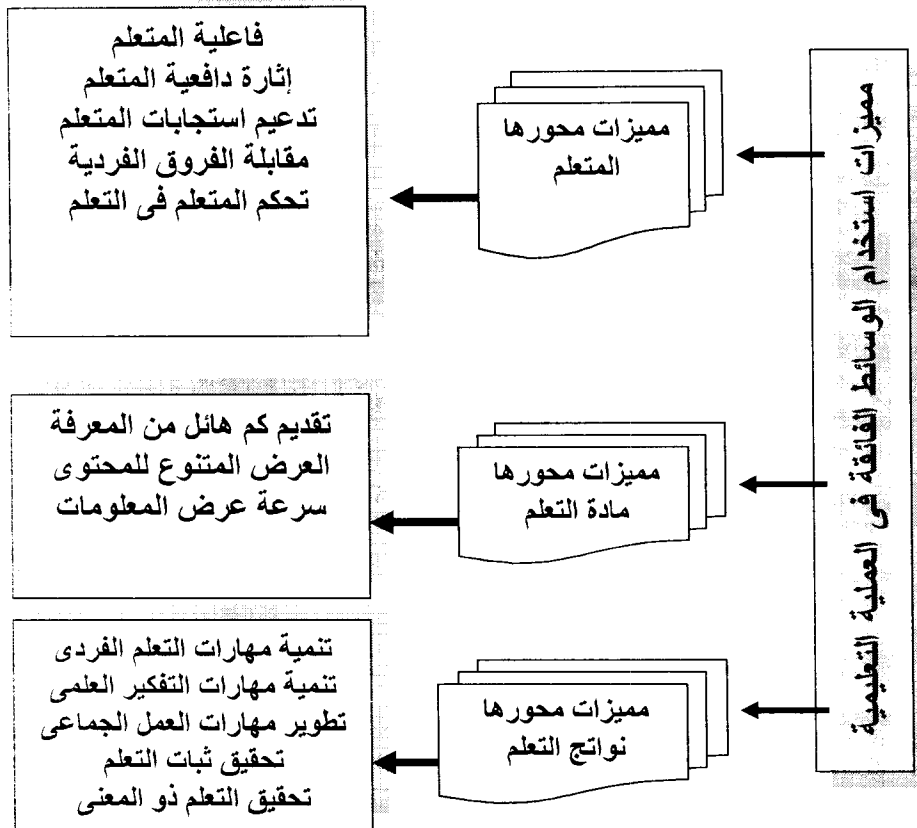 مميزات استخدام الوسائط الفائقة فى العملية التعليمية
مميزات محورها
المتعلم
فاعلية المتعلم
إثارة دافعية المتعلم
تدعيم استجابات المتعلم
مقابلة الفروق الفردية
تحكم المتعلم فى التعلم
مميزات محورها
مادة التعلم
تقديم كم هائل من المعرفة
العرض المتنوع للمحتوى
سرعة عرض المعلومات
مميزات محورها
نواتج التعلم
تنمية مهارات التعلم الفردى
تنمية مهارات التفكير العلمى
تطوير مهارات العمل الجماعى
تحقيق ثبات التعلم
تحقيق التعلم ذو المعنى